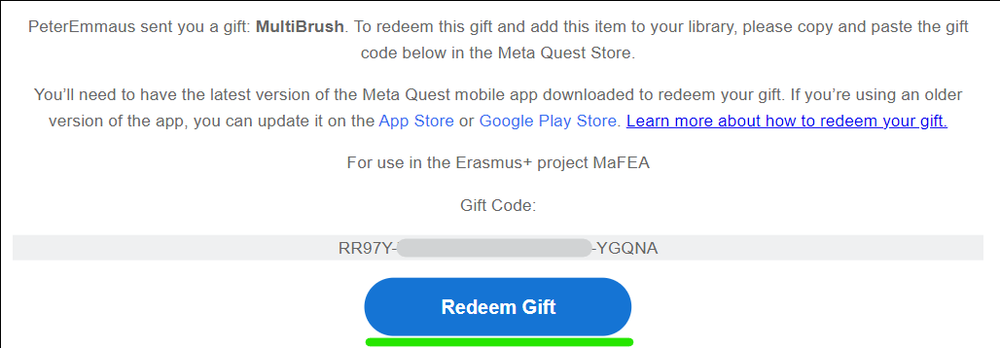 PeterEmmaus sent you a gift: MultiBrush. To redeem this gift and add this item to your library, please copy and paste the gift
code below in the Meta Quest Store.
You’ll need to have the latest version of the Meta Quest mobile app downloaded to redeem your gift. If you’re using an older
version of the app, you can update it on the App Store or Google Play Store. Learn more about how to redeem your gift.
For use in the Erasmus+ project MaFEA
Gift Code:
RR97Y- -YGQNA
Redeem Gift